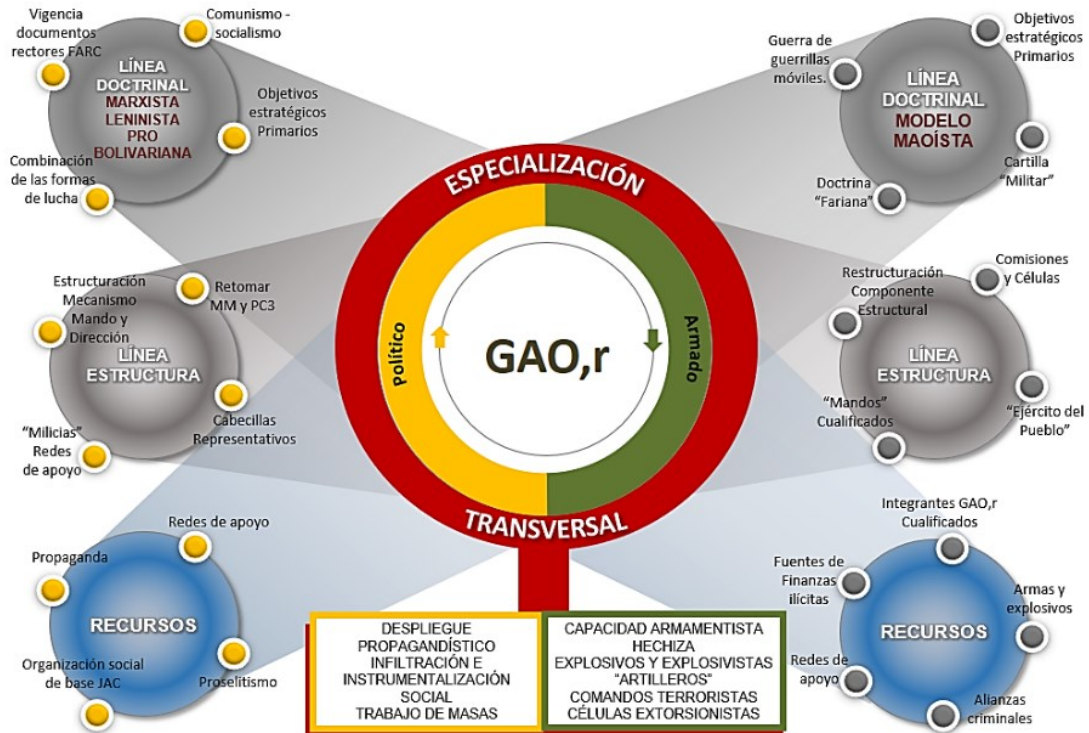 Vigencia
documentos
rectores FARC
Comunismo -
socialismo
LÍNEA
DOCTRINAL
MARXISTA
LENINISTA
PRO
BOLIVARIANA
Objetivos
estratégicos
Primarios
Combinación
de las formas
de lucha
Estructuración
Mecanismo
Mando y
Dirección
Retomar
MM y PC3
LÍNEA
ESTRUCTURA
Cabecillas
Representativos
"Milicias"
Redes
de apoyo
Redes de apoyo
Propaganda
RECURSOS
Organización social
de base JAC
Proselitismo
ESPECIALIZACIÓN
Político
GAO,r
Armado
TRANSVERSAL
DESPLIEGUE
PROPAGANDÍSTICO
INFILTRACIÓN E
INSTRUMENTALIZACIÓN
SOCIAL
TRABAJO DE MASAS
CAPACIDAD ARMAMENTISTA
HECHIZA
EXPLOSIVOS Y EXPLOSIVISTAS
"ARTILLEROS"
COMANDOS TERRORISTAS
CÉLULAS EXTORSIONISTAS
Guerra de
guerrillas
móviles.
Objetivos
estratégicos
Primarios
LÍNEA
DOCTRINAL
MODELO
MAOÍSTA
Cartilla
"Militar"
Doctrina
"Fariana"
Restructuración
Componente
Estructural
Comisiones
y Células
LÍNEA
ESTRUCTURA
"Mandos"
Cualificados
"Ejército del
Pueblo"
Integrantes GAO,r
Cualificados
Fuentes de
Finanzas
ilícitas
Armas y
explosivos
RECURSOS
Redes de
apoyo
Alianzas
criminales